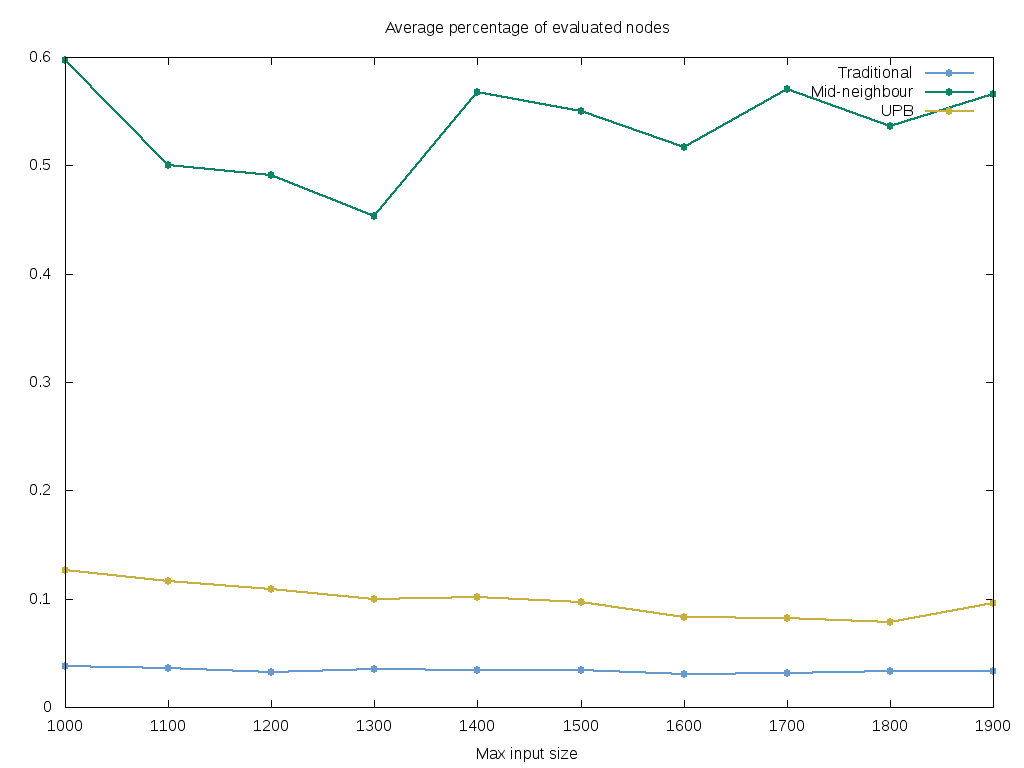 Average percentage of evaluated nodes
Traditional
Mid-neighbour
UPB
0.6
0.5
0.4
0.3
0.2
0.1
0
1000 1100 1200 1300 1400 1500 1600 1700 1800 1900
Max input size